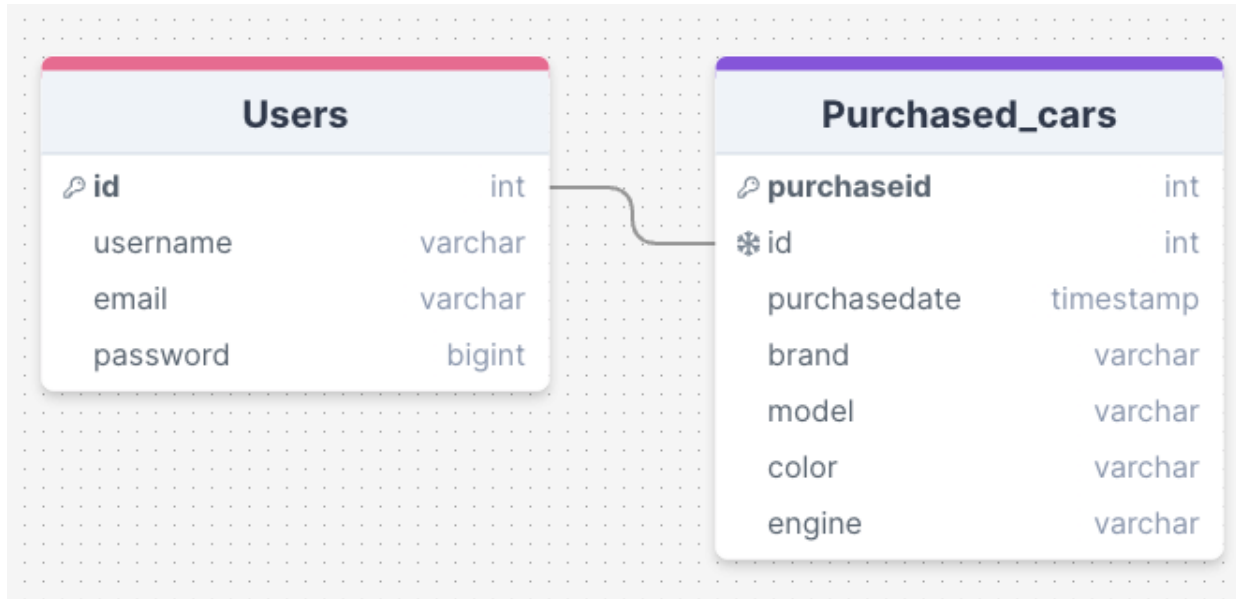 Users
id int
username varchar
email varchar
password bigint
Purchased_cars
purchaseid int
id int
purchasedate timestamp
brand varchar
model varchar
color varchar
engine varchar